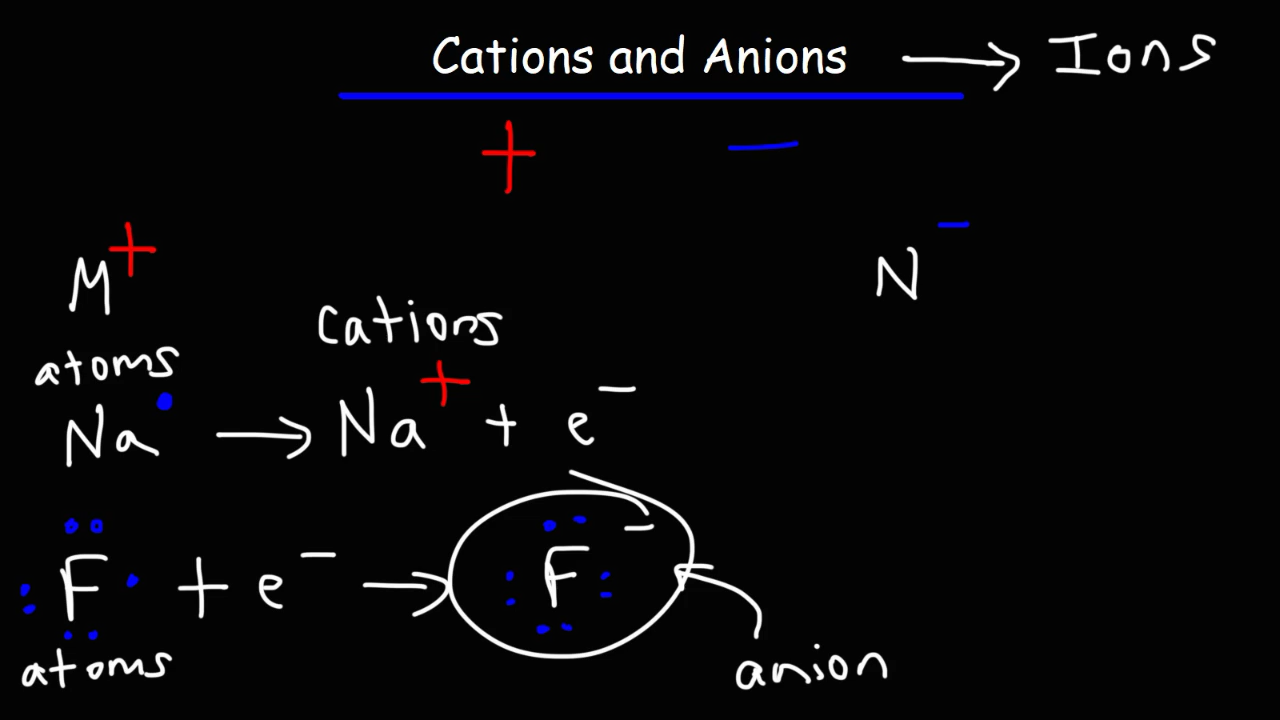 Cations and Anions → Ions
+ −
M⁺ N⁻
cations
atoms
Na• → Na⁺ + e⁻
F + e⁻ → F⁻
atoms
anion